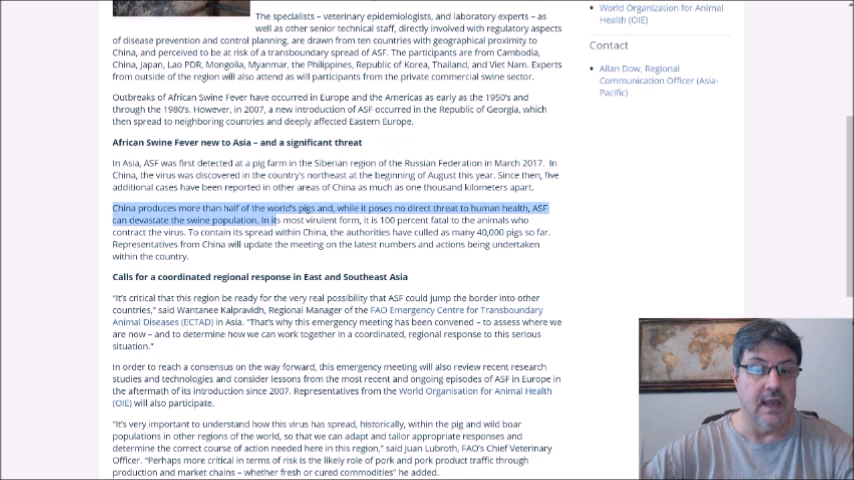 The specialists – veterinary epidemiologists, and laboratory experts – as
well as other senior technical staff, directly involved with regulatory aspects
of disease prevention and control planning, are drawn from ten countries with geographical proximity to
China, and perceived to be at risk of a transboundary spread of ASF. The participants are from Cambodia,
China, Japan, Lao PDR, Mongolia, Myanmar, the Philippines, Republic of Korea, Thailand, and Viet Nam. Experts
from outside of the region will also attend as will participants from the private commercial swine sector.
Outbreaks of African Swine Fever have occurred in Europe and the Americas as early as the 1950's and
through the 1980's. However, in 2007, a new introduction of ASF occurred in the Republic of Georgia, which
then spread to neighboring countries and deeply affected Eastern Europe.
African Swine Fever new to Asia – and a significant threat
In Asia, ASF was first detected at a pig farm in the Siberian region of the Russian Federation in March 2017. In
China, the virus was discovered in the country's northeast at the beginning of August this year. Since then, five
additional cases have been reported in other areas of China as much as one thousand kilometers apart.
China produces more than half of the world's pigs and, while it poses no direct threat to human health, ASF
can devastate the swine population. In its most virulent form, it is 100 percent fatal to the animals who
contract the virus. To contain its spread within China, the authorities have culled as many 40,000 pigs so far.
Representatives from China will update the meeting on the latest numbers and actions being undertaken
within the country.
Calls for a coordinated regional response in East and Southeast Asia
"It's critical that this region be ready for the very real possibility that ASF could jump the border into other
countries," said Wantanee Kalpravidh, Regional Manager of the FAO Emergency Centre for Transboundary
Animal Diseases (ECTAD) in Asia. "That's why this emergency meeting has been convened – to assess where we
are now – and to determine how we can work together in a coordinated, regional response to this serious
situation."
In order to reach a consensus on the way forward, this emergency meeting will also review recent research
studies and technologies and consider lessons from the most recent and ongoing episodes of ASF in Europe in
the aftermath of its introduction since 2007. Representatives from the World Organisation for Animal Health
(OIE) will also participate.
"It's very important to understand how this virus has spread, historically, within the pig and wild boar
populations in other regions of the world, so that we can adapt and tailor appropriate responses and
determine the correct course of action needed here in this region," said Juan Lubroth, FAO's Chief Veterinary
Officer. "Perhaps more critical in terms of risk is the likely role of pork and pork product traffic through
production and market chains – whether fresh or cured commodities" he added.
World Organization for Animal
Health (OIE)
Contact
Allan Dow, Regional
Communication Officer (Asia-
Pacific)